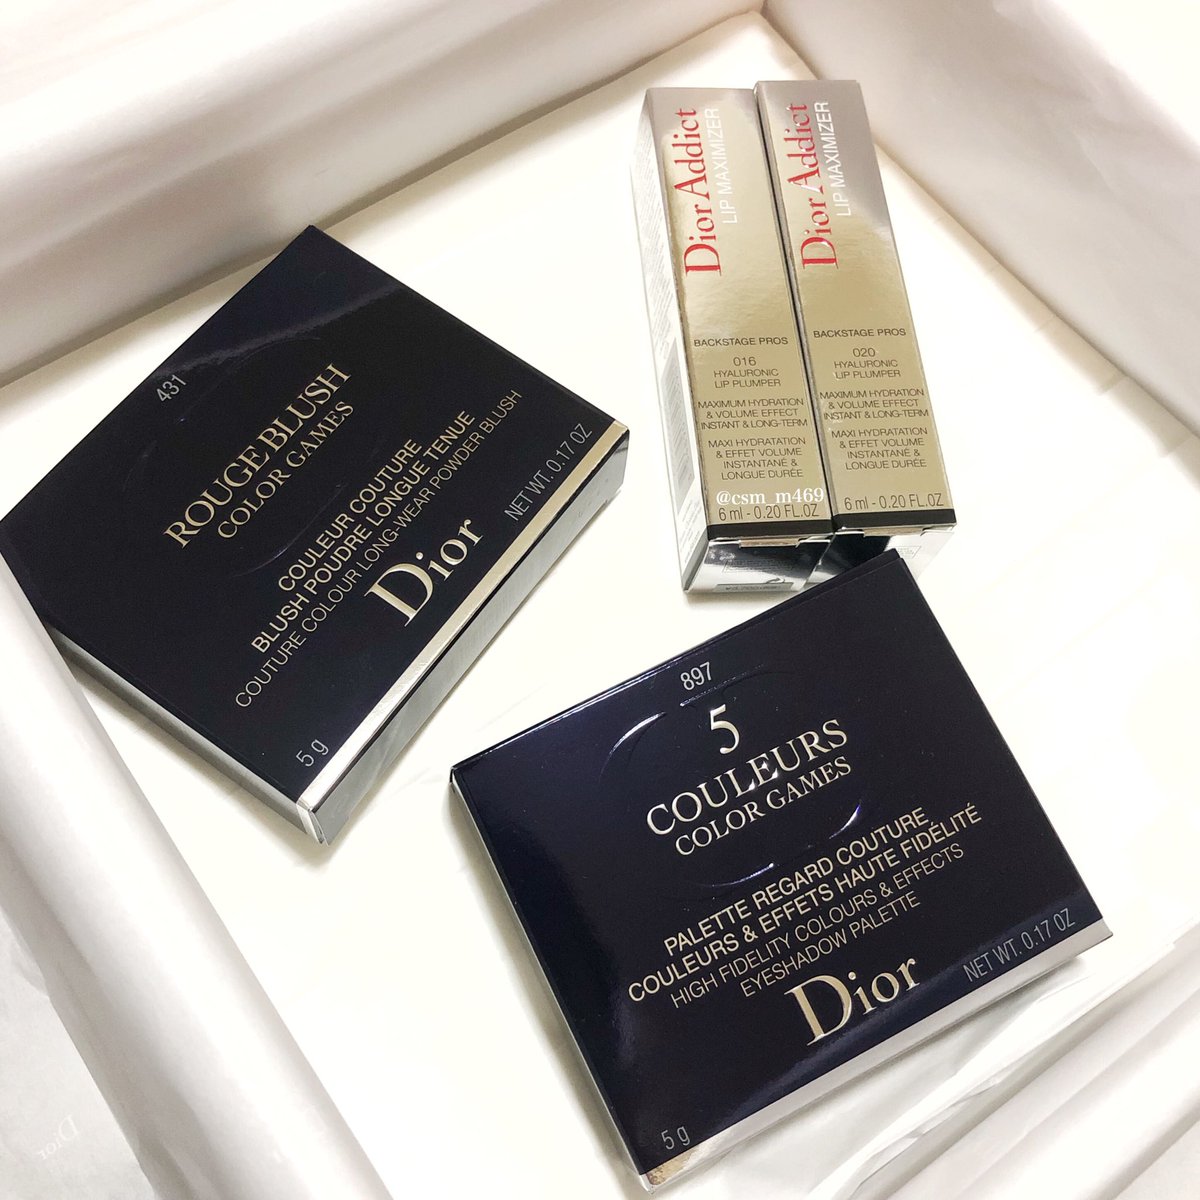 Dior Addict
LIP MAXIMIZER
BACKSTAGE PROS
016
HYALURONIC
LIP PLUMPER
MAXIMUM HYDRATION
& VOLUME EFFECT
INSTANT & LONG-TERM
MAXI HYDRATATION
& EFFET VOLUME
INSTANTANÉ &
LONGUE DURÉE
@csm_m469
6 ml - 0.20 FL.OZ
Dior Addict
LIP MAXIMIZER
BACKSTAGE PROS
020
HYALURONIC
LIP PLUMPER
MAXIMUM HYDRATION
& VOLUME EFFECT
INSTANT & LONG-TERM
MAXI HYDRATATION
& EFFET VOLUME
INSTANTANÉ &
LONGUE DURÉE
6 ml - 0.20 FL.OZ
431
ROUGE BLUSH
COLOR GAMES
COULEUR COUTURE
BLUSH POUDRE LONGUE TENUE
COUTURE COLOUR LONG-WEAR POWDER BLUSH
Dior
5 g
NET WT. 0.17 OZ
897
5
COULEURS
COLOR GAMES
PALETTE REGARD COUTURE
COULEURS & EFFETS HAUTE FIDÉLITÉ
HIGH FIDELITY COLOURS & EFFECTS
EYESHADOW PALETTE
Dior
5 g
NET WT. 0.17 OZ
Dior